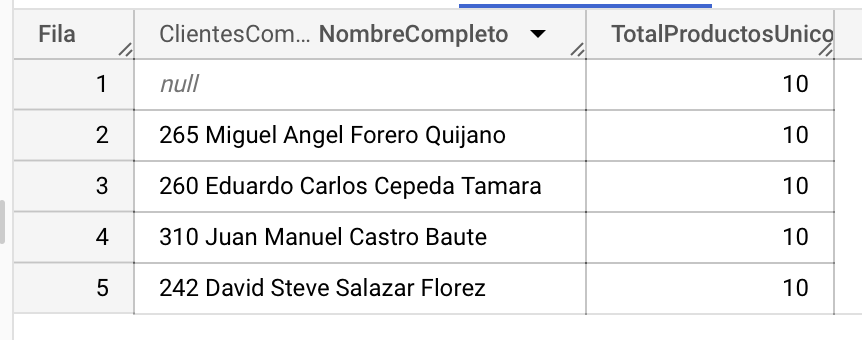 Fila ClientesCom... NombreCompleto TotalProductosUnico
1 null 10
2 265 Miguel Angel Forero Quijano 10
3 260 Eduardo Carlos Cepeda Tamara 10
4 310 Juan Manuel Castro Baute 10
5 242 David Steve Salazar Florez 10